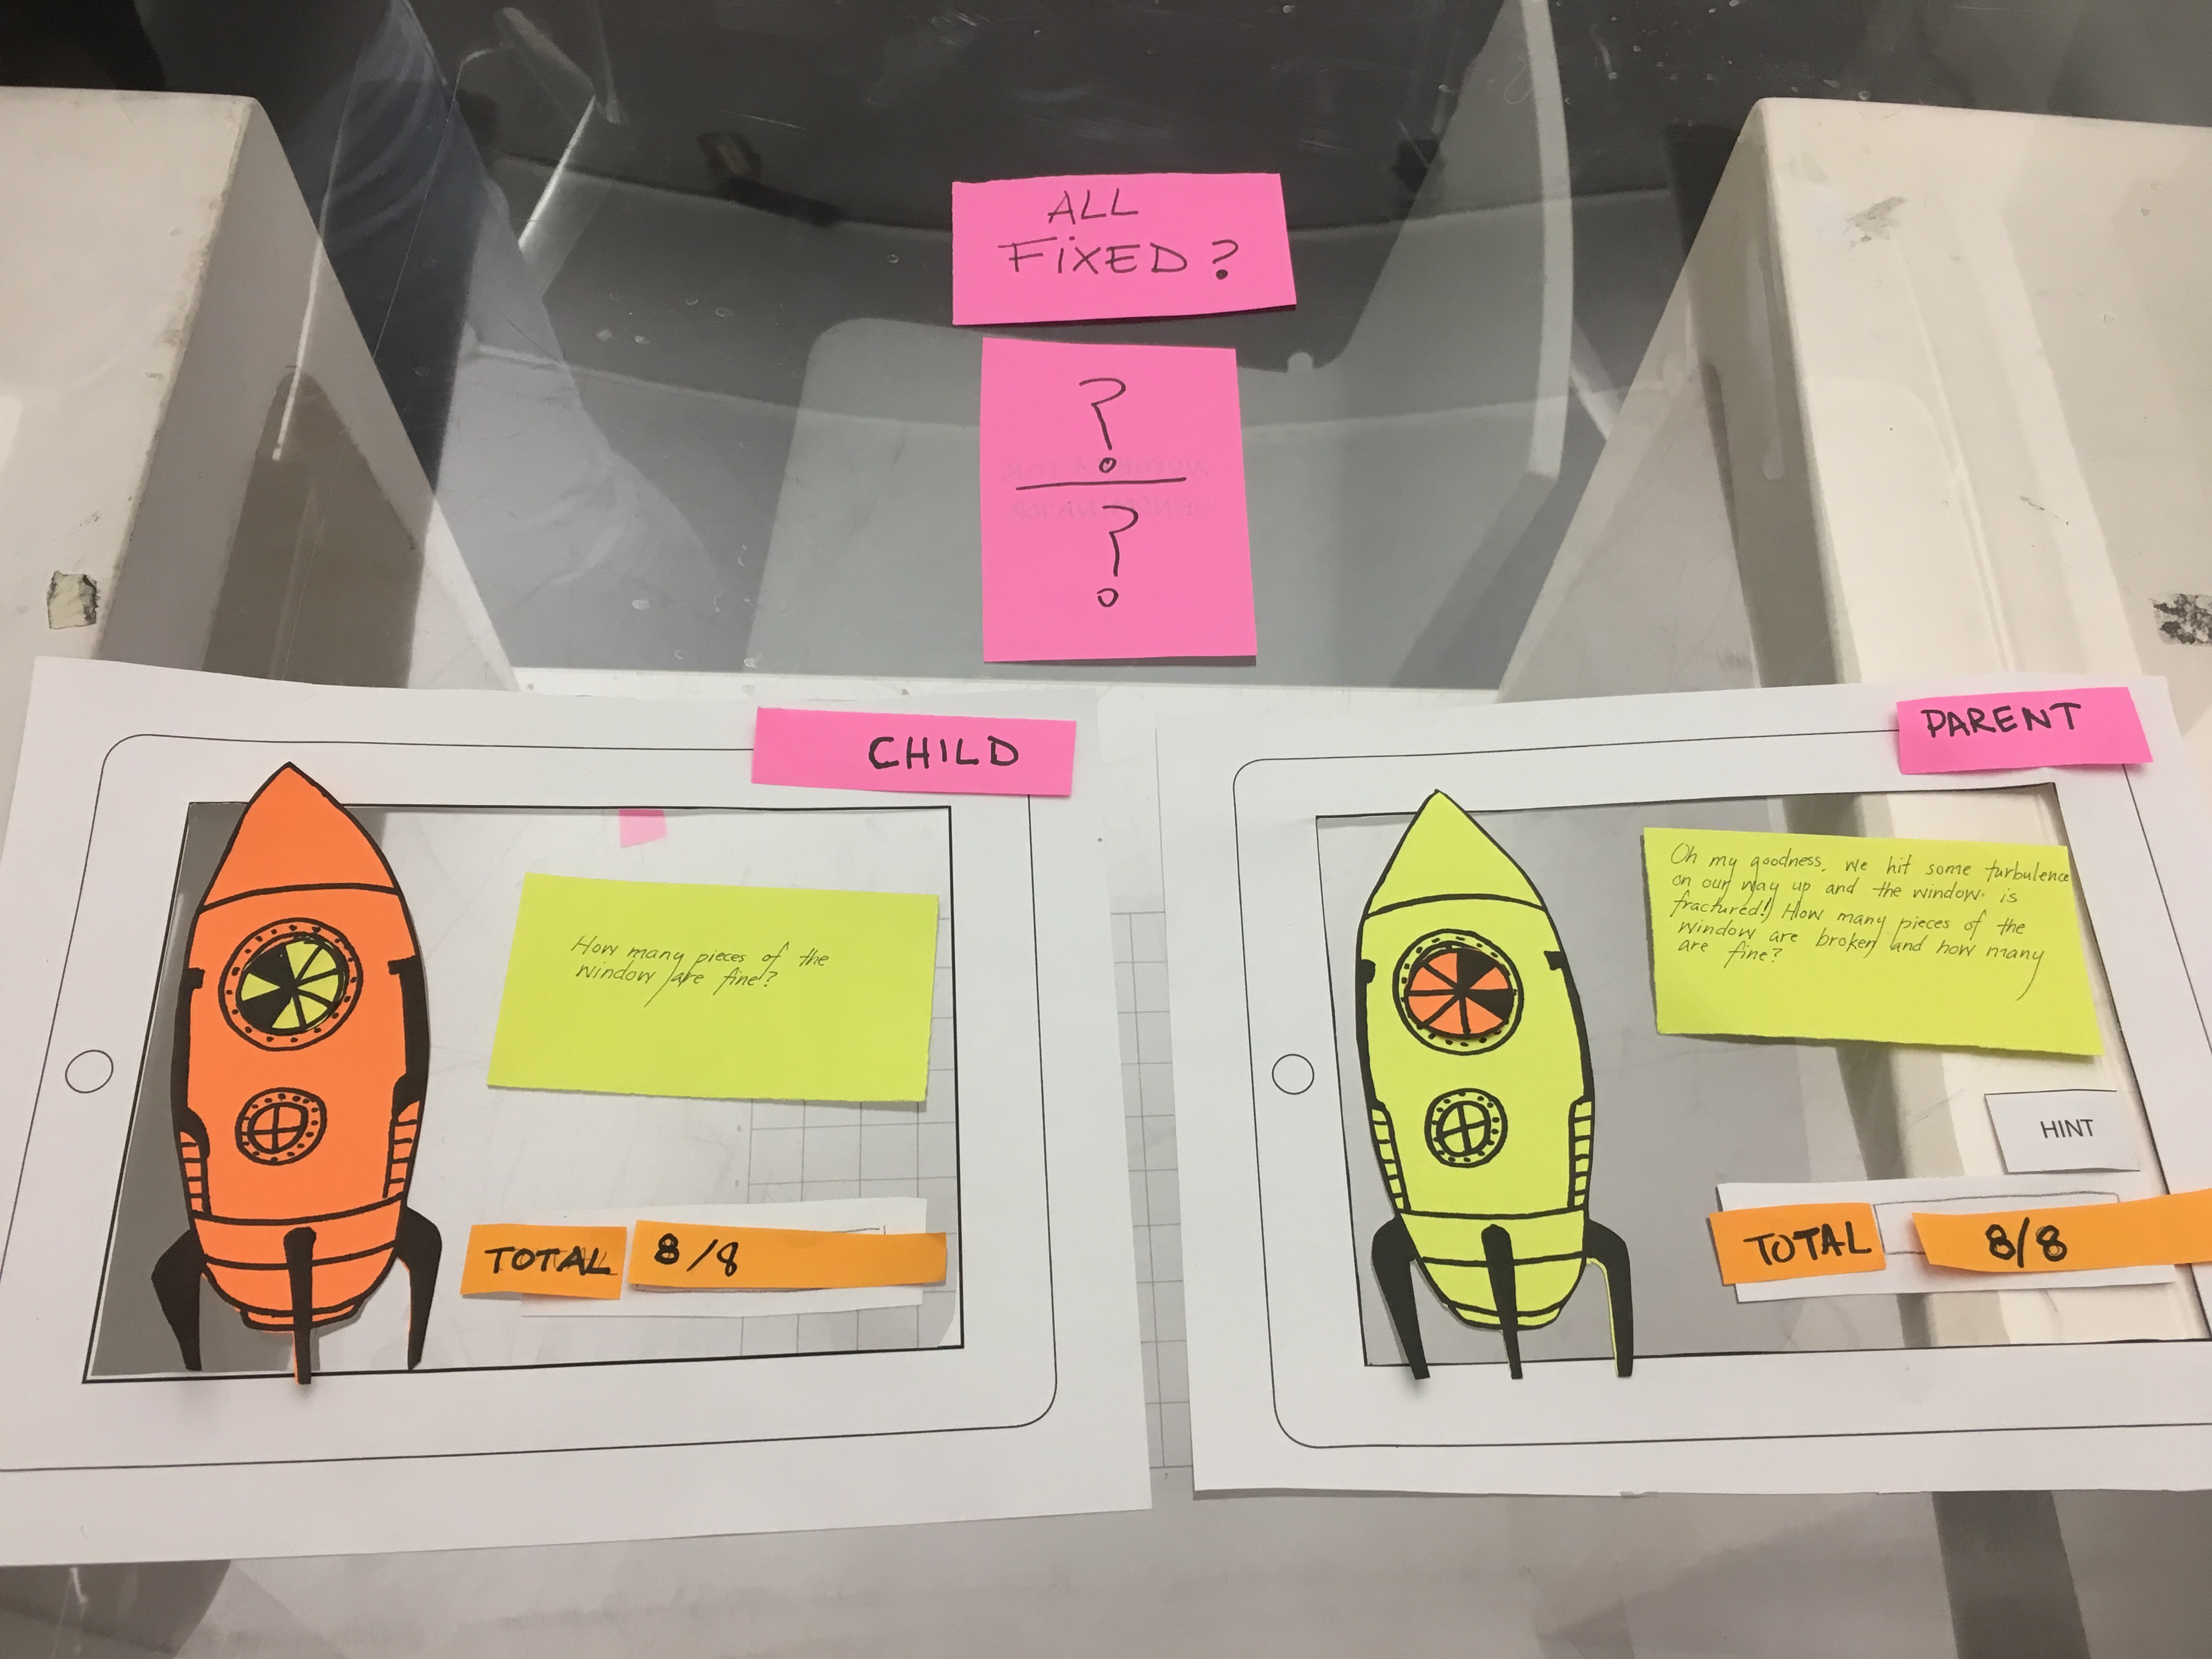 ALL
FiXED?
?
?
NUMERATOR
DENOMINATOR
CHILD
How many pieces of the
window are fine?
TOTAL
8/8
PARENT
Oh my goodness, we hit some turbulence
on our way up and the window is
fractured! How many pieces of the
window are broken and how many
are fine?
HINT
TOTAL
8/8